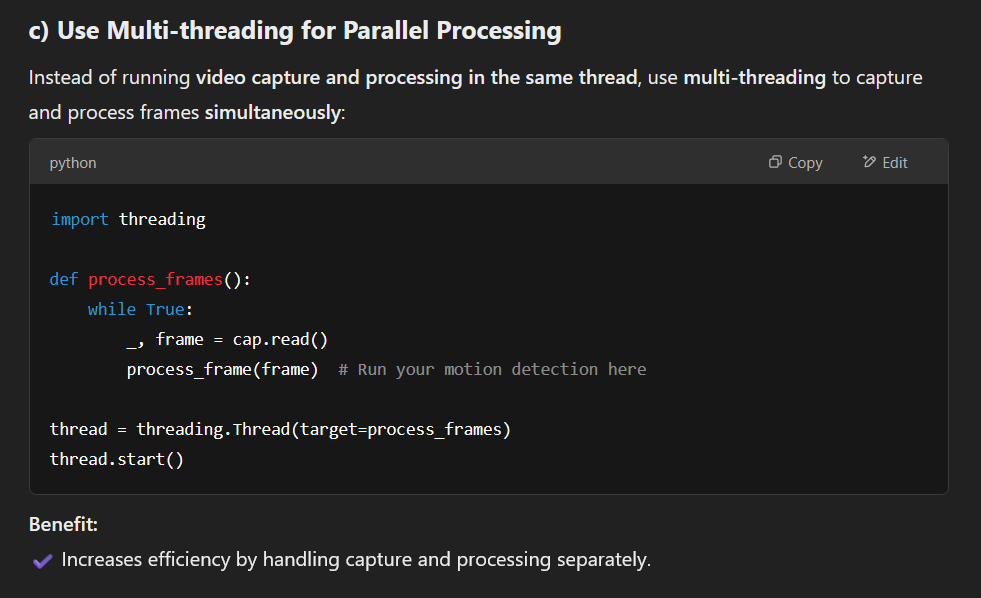 c) Use Multi-threading for Parallel Processing
Instead of running video capture and processing in the same thread, use multi-threading to capture
and process frames simultaneously:
python Copy Edit
import threading
def process_frames():
    while True:
        _, frame = cap.read()
        process_frame(frame)  # Run your motion detection here
thread = threading.Thread(target=process_frames)
thread.start()
Benefit:
✔ Increases efficiency by handling capture and processing separately.